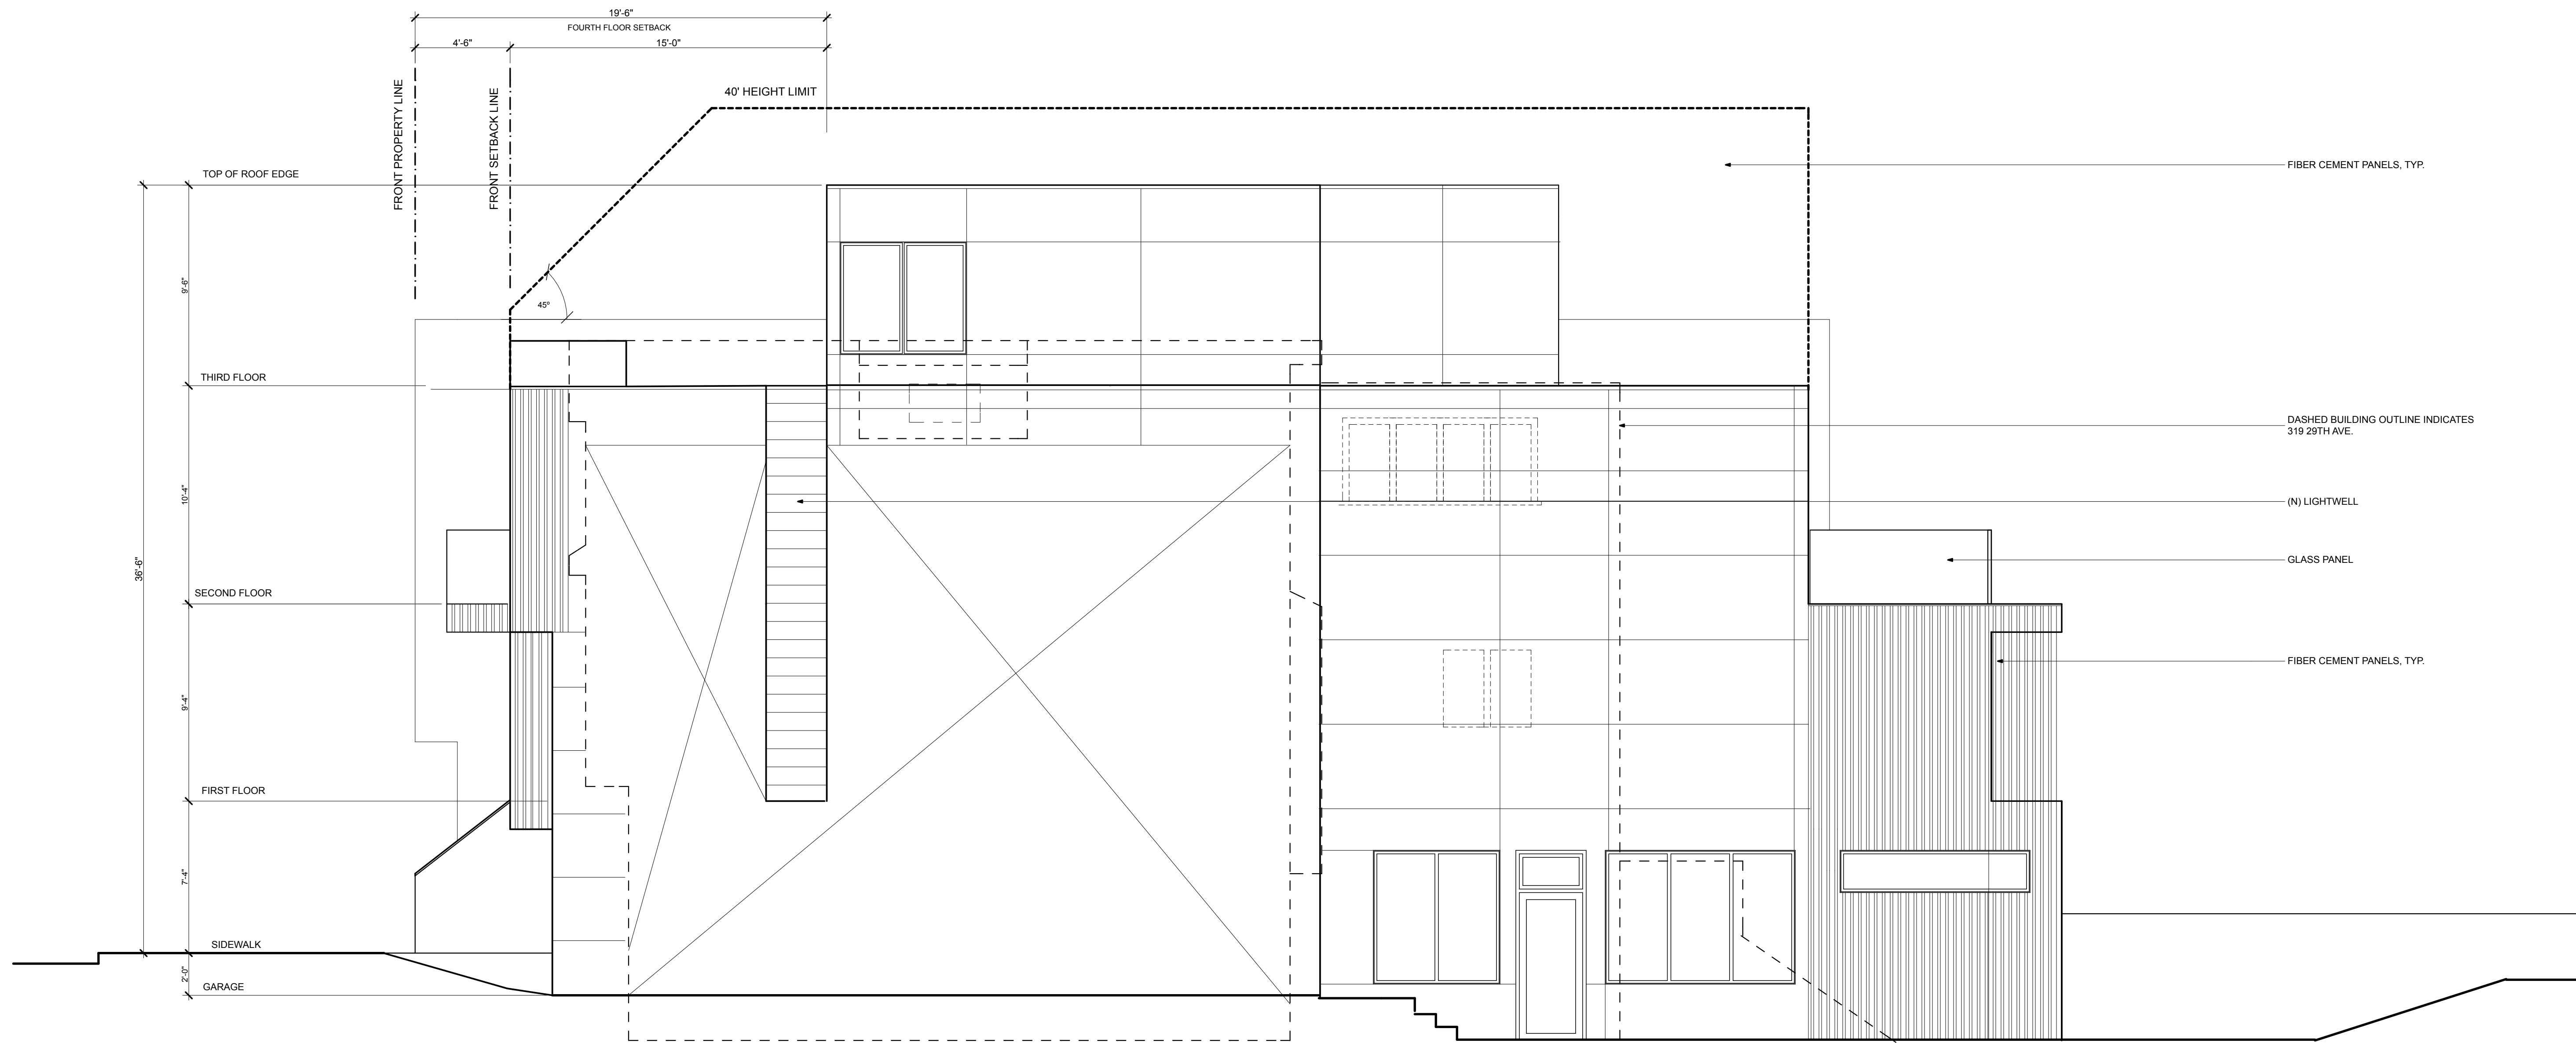 19'-6"
FOURTH FLOOR SETBACK
4'-6"
15'-0"
FRONT PROPERTY LINE
FRONT SETBACK LINE
40' HEIGHT LIMIT
FIBER CEMENT PANELS, TYP.
TOP OF ROOF EDGE
9'-6"
45º
THIRD FLOOR
DASHED BUILDING OUTLINE INDICATES
319 29TH AVE.
10'-4"
(N) LIGHTWELL
36'-6"
GLASS PANEL
SECOND FLOOR
FIBER CEMENT PANELS, TYP.
9'-4"
FIRST FLOOR
7'-4"
SIDEWALK
2'-0"
GARAGE